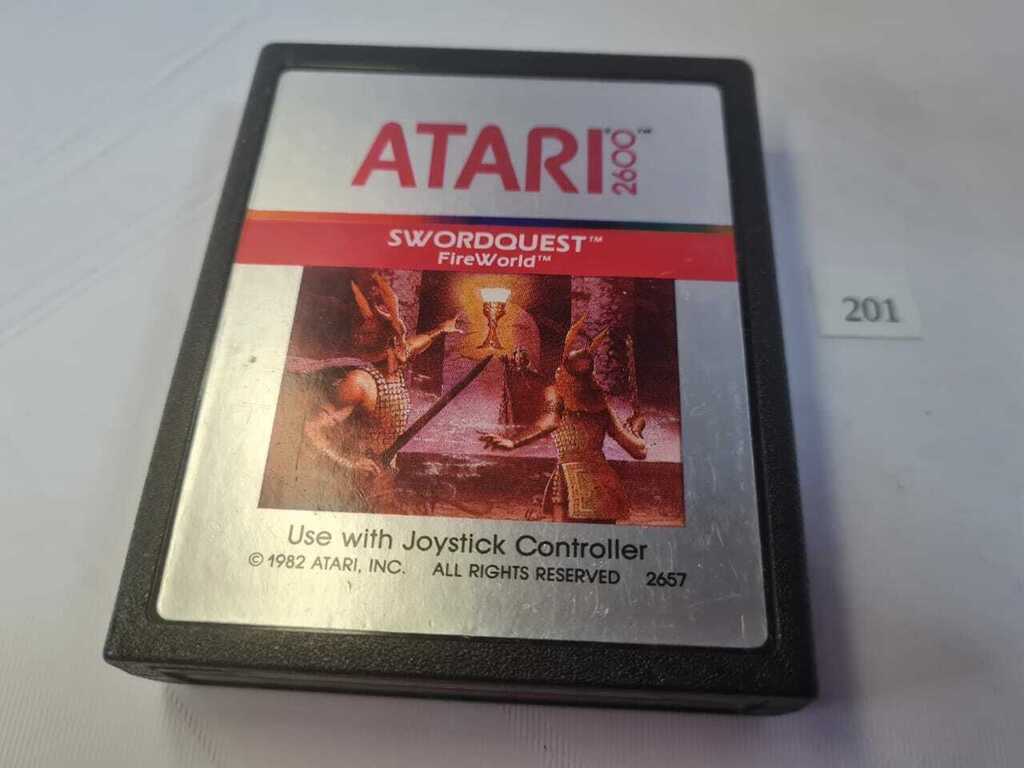 ATARI® 2600™
SWORDQUEST™
FireWorld™
201
Use with Joystick Controller
© 1982 ATARI, INC. ALL RIGHTS RESERVED 2657